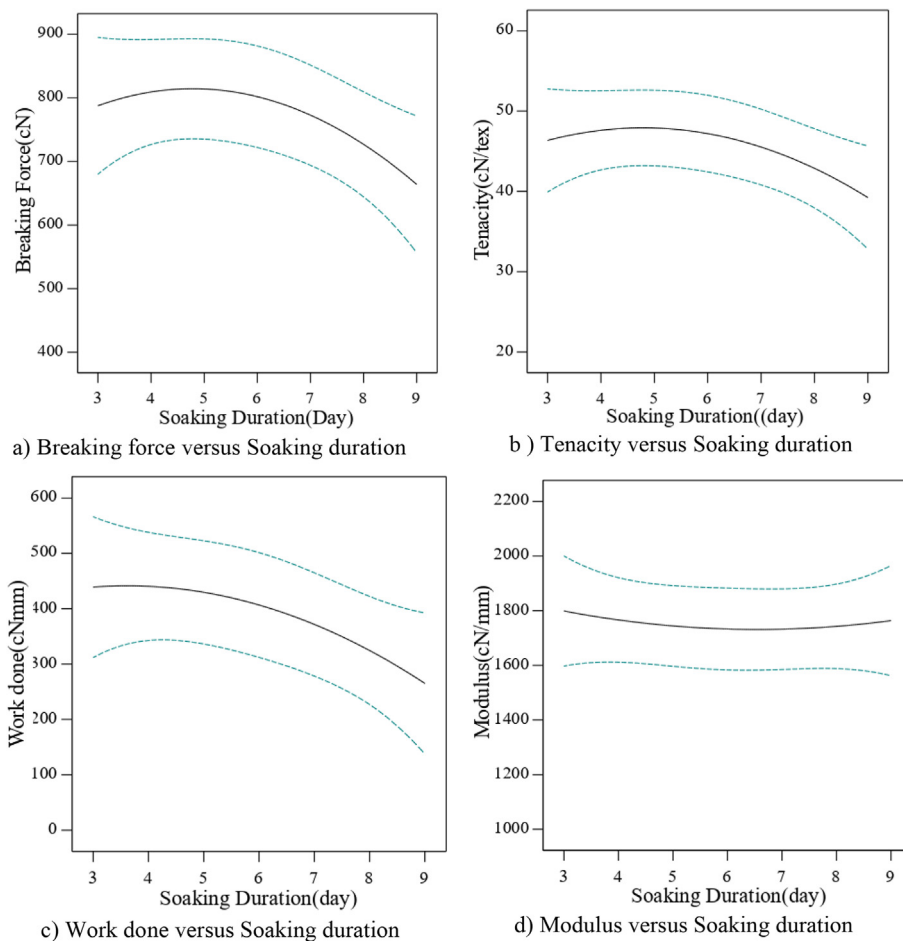 900
800
700
600
500
400
Breaking Force(cN)
3 4 5 6 7 8 9
Soaking Duration(Day)
a) Breaking force versus Soaking duration
60
50
40
30
20
Tenacity(cN/tex)
3 4 5 6 7 8 9
Soaking Duration((day)
b ) Tenacity versus Soaking duration
600
500
400
300
200
100
0
Work done(cNmm)
3 4 5 6 7 8 9
Soaking Duration(day)
c) Work done versus Soaking duration
2200
2000
1800
1600
1400
1200
1000
Modulus(cN/mm)
3 4 5 6 7 8 9
Soaking Duration(day)
d) Modulus versus Soaking duration